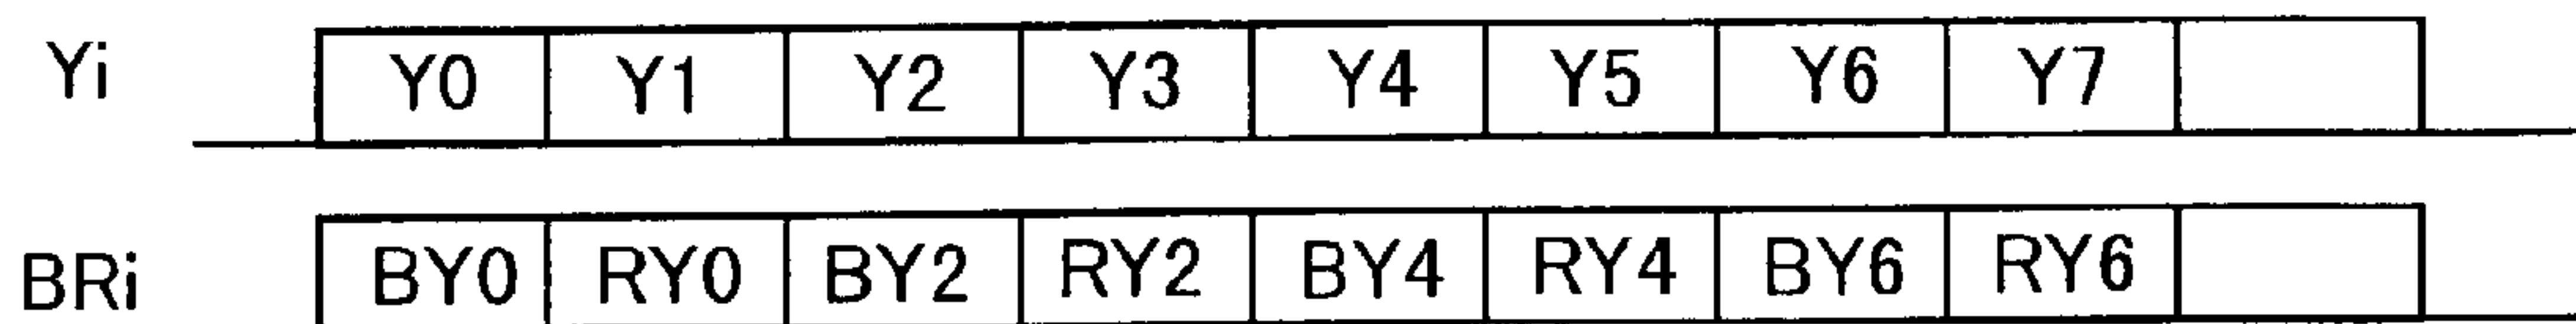 Yi Y0 Y1 Y2 Y3 Y4 Y5 Y6 Y7
BRi BY0 RY0 BY2 RY2 BY4 RY4 BY6 RY6